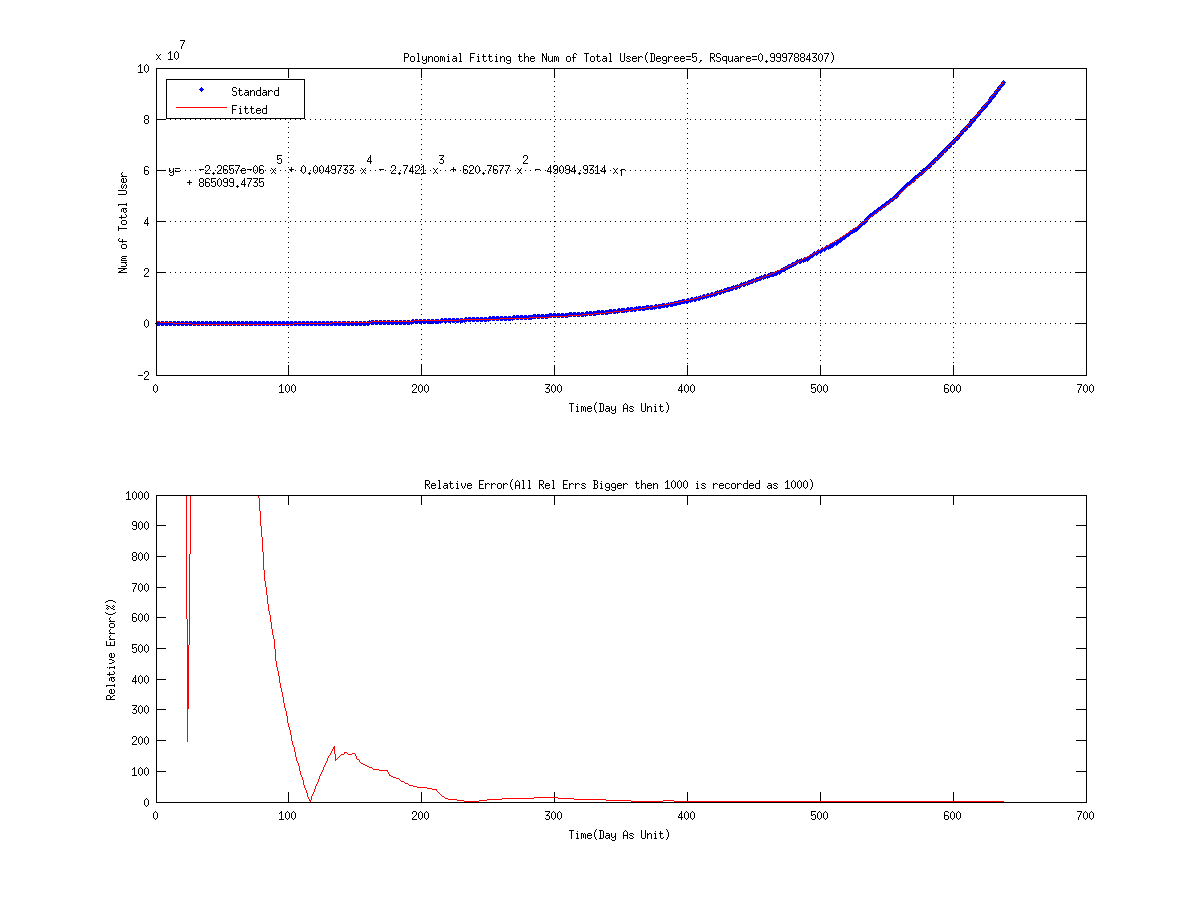 x 10^7
Polynomial Fitting the Num of Total User(Degree=5, RSquare=0.9997884307)
10
8
6
4
2
0
-2
Num of Total User
Standard
Fitted
y= -2.2657e-06 x^5 + 0.0049733 x^4 - 2.7421 x^3 + 620.7677 x^2 - 49094.9314 x
+ 865099.4735
0 100 200 300 400 500 600 700
Time(Day As Unit)
Relative Error(All Rel Errs Bigger then 1000 is recorded as 1000)
1000
900
800
700
600
500
400
300
200
100
0
Relative Error(%)
0 100 200 300 400 500 600 700
Time(Day As Unit)